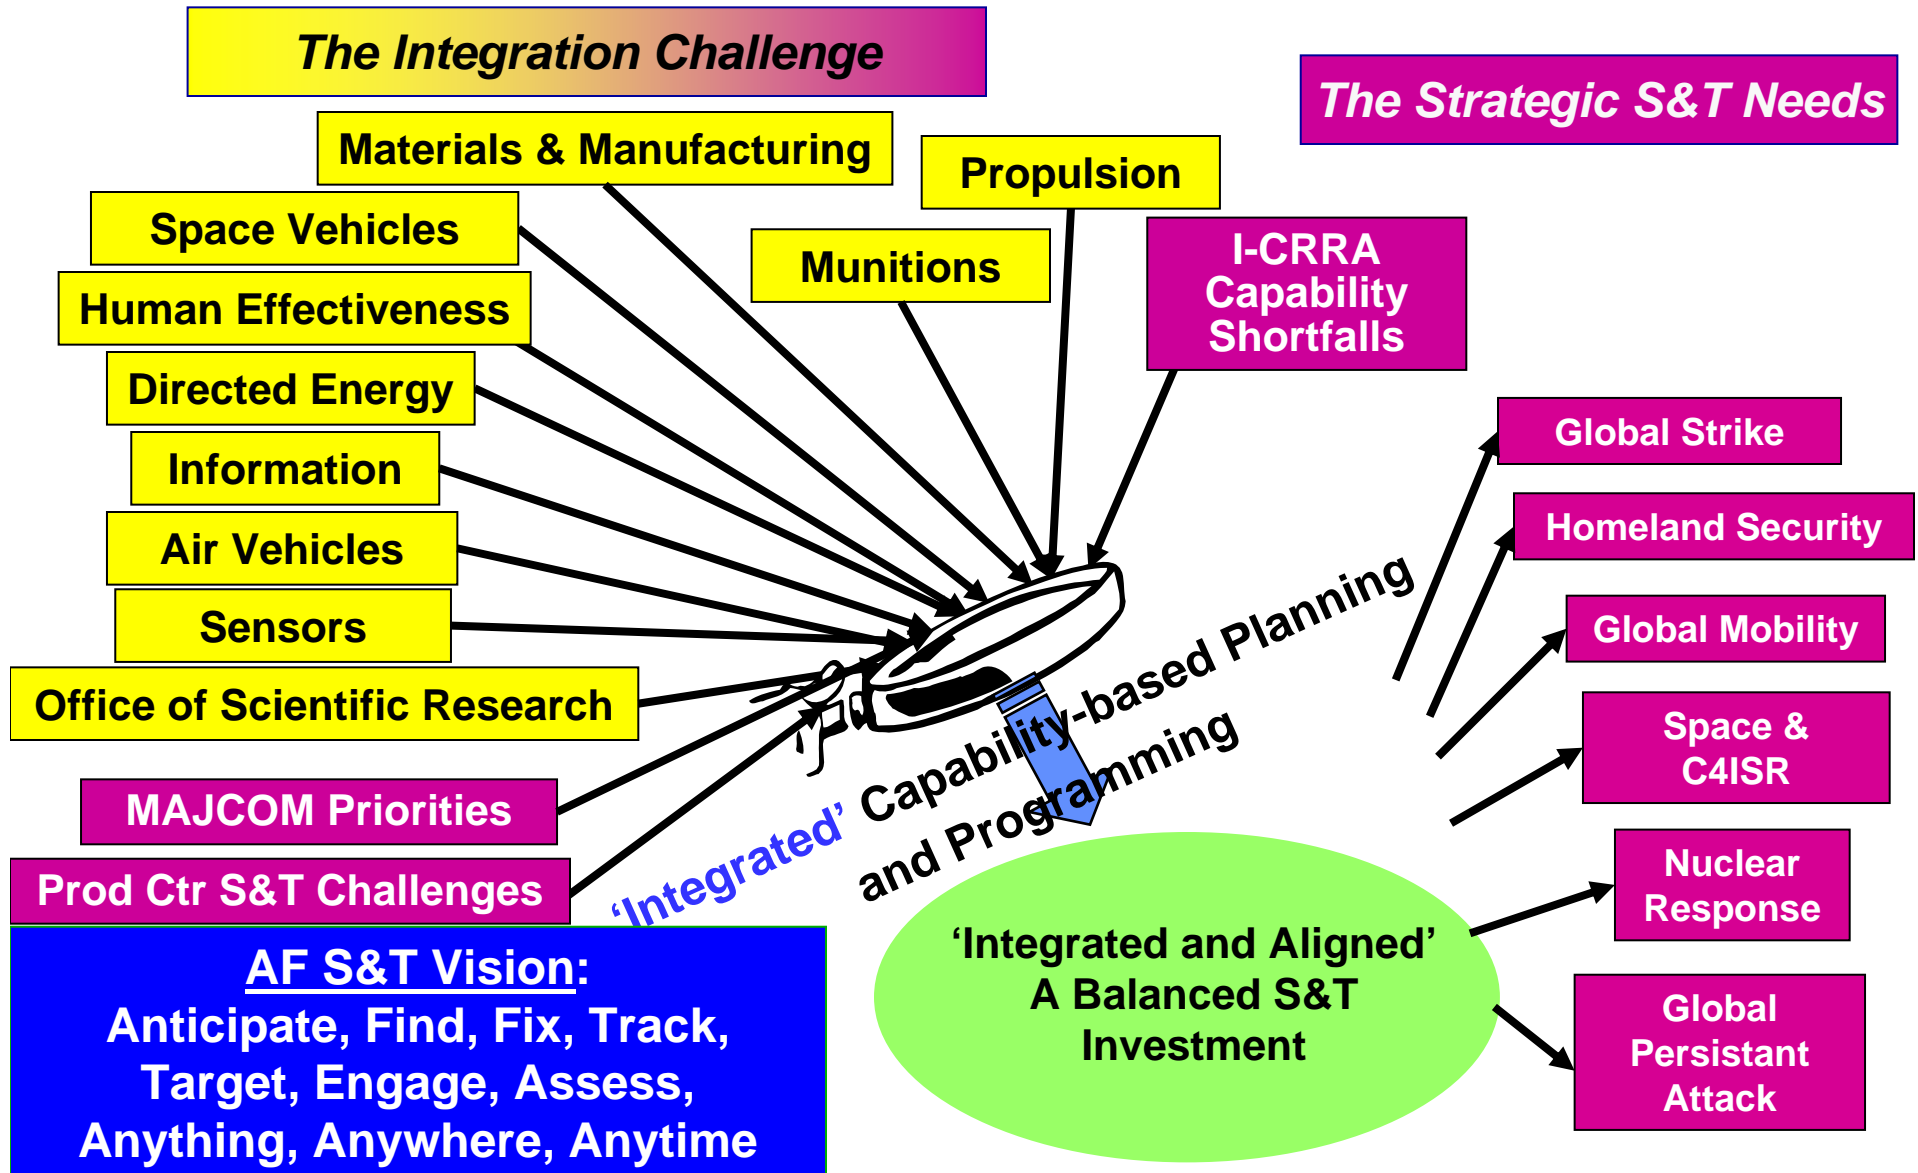 The Integration Challenge
The Strategic S&T Needs
Materials & Manufacturing
Propulsion
Space Vehicles
Munitions
I-CRRA
Capability
Shortfalls
Human Effectiveness
Directed Energy
Information
Air Vehicles
Sensors
Office of Scientific Research
MAJCOM Priorities
Prod Ctr S&T Challenges
‘Integrated’ Capability-based Planning
and Programming
Global Strike
Homeland Security
Global Mobility
Space &
C4ISR
Nuclear
Response
Global
Persistant
Attack
‘Integrated and Aligned’
A Balanced S&T
Investment
AF S&T Vision:
Anticipate, Find, Fix, Track,
Target, Engage, Assess,
Anything, Anywhere, Anytime